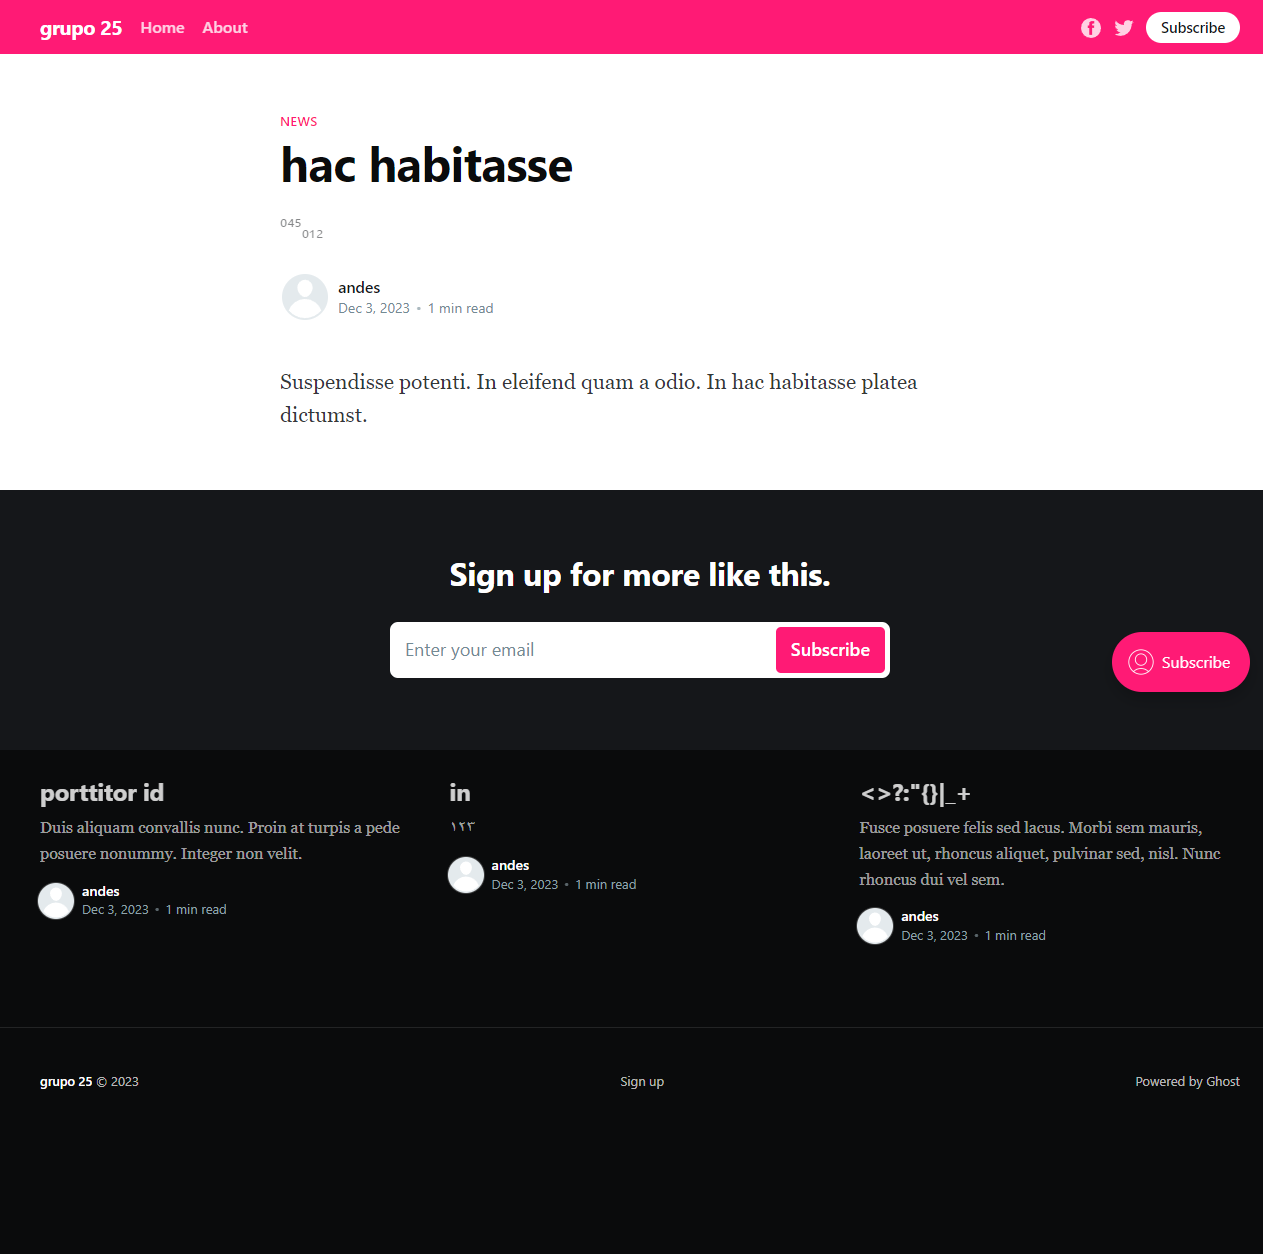 grupo 25 Home About Subscribe
NEWS
hac habitasse
⁰⁴⁵₀₁₂
andes
Dec 3, 2023 • 1 min read
Suspendisse potenti. In eleifend quam a odio. In hac habitasse platea
dictumst.
Sign up for more like this.
Enter your email Subscribe
Subscribe
porttitor id
Duis aliquam convallis nunc. Proin at turpis a pede
posuere nonummy. Integer non velit.
andes
Dec 3, 2023 • 1 min read
in
١٢٣
andes
Dec 3, 2023 • 1 min read
<>?:"{}|_+
Fusce posuere felis sed lacus. Morbi sem mauris,
laoreet ut, rhoncus aliquet, pulvinar sed, nisl. Nunc
rhoncus dui vel sem.
andes
Dec 3, 2023 • 1 min read
grupo 25 © 2023 Sign up Powered by Ghost